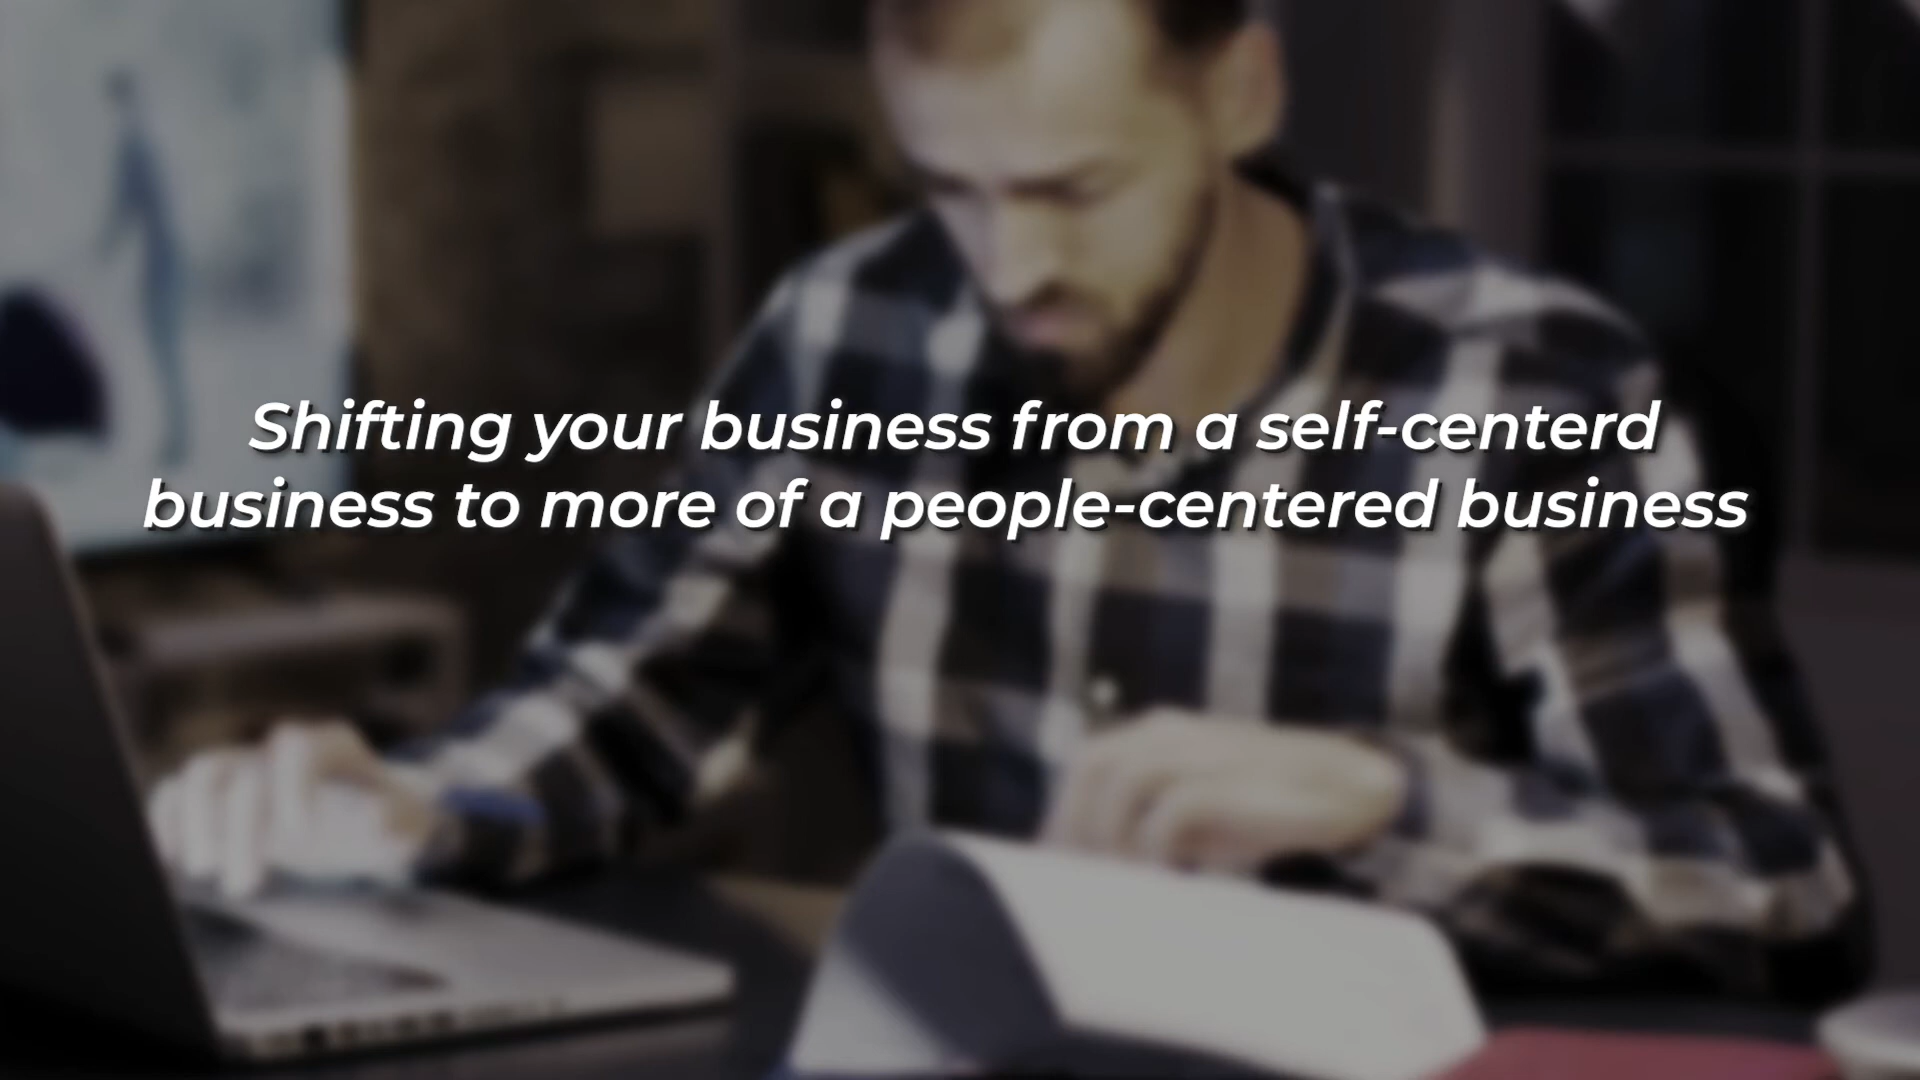 Shifting your business from a self-centerd
business to more of a people-centered business